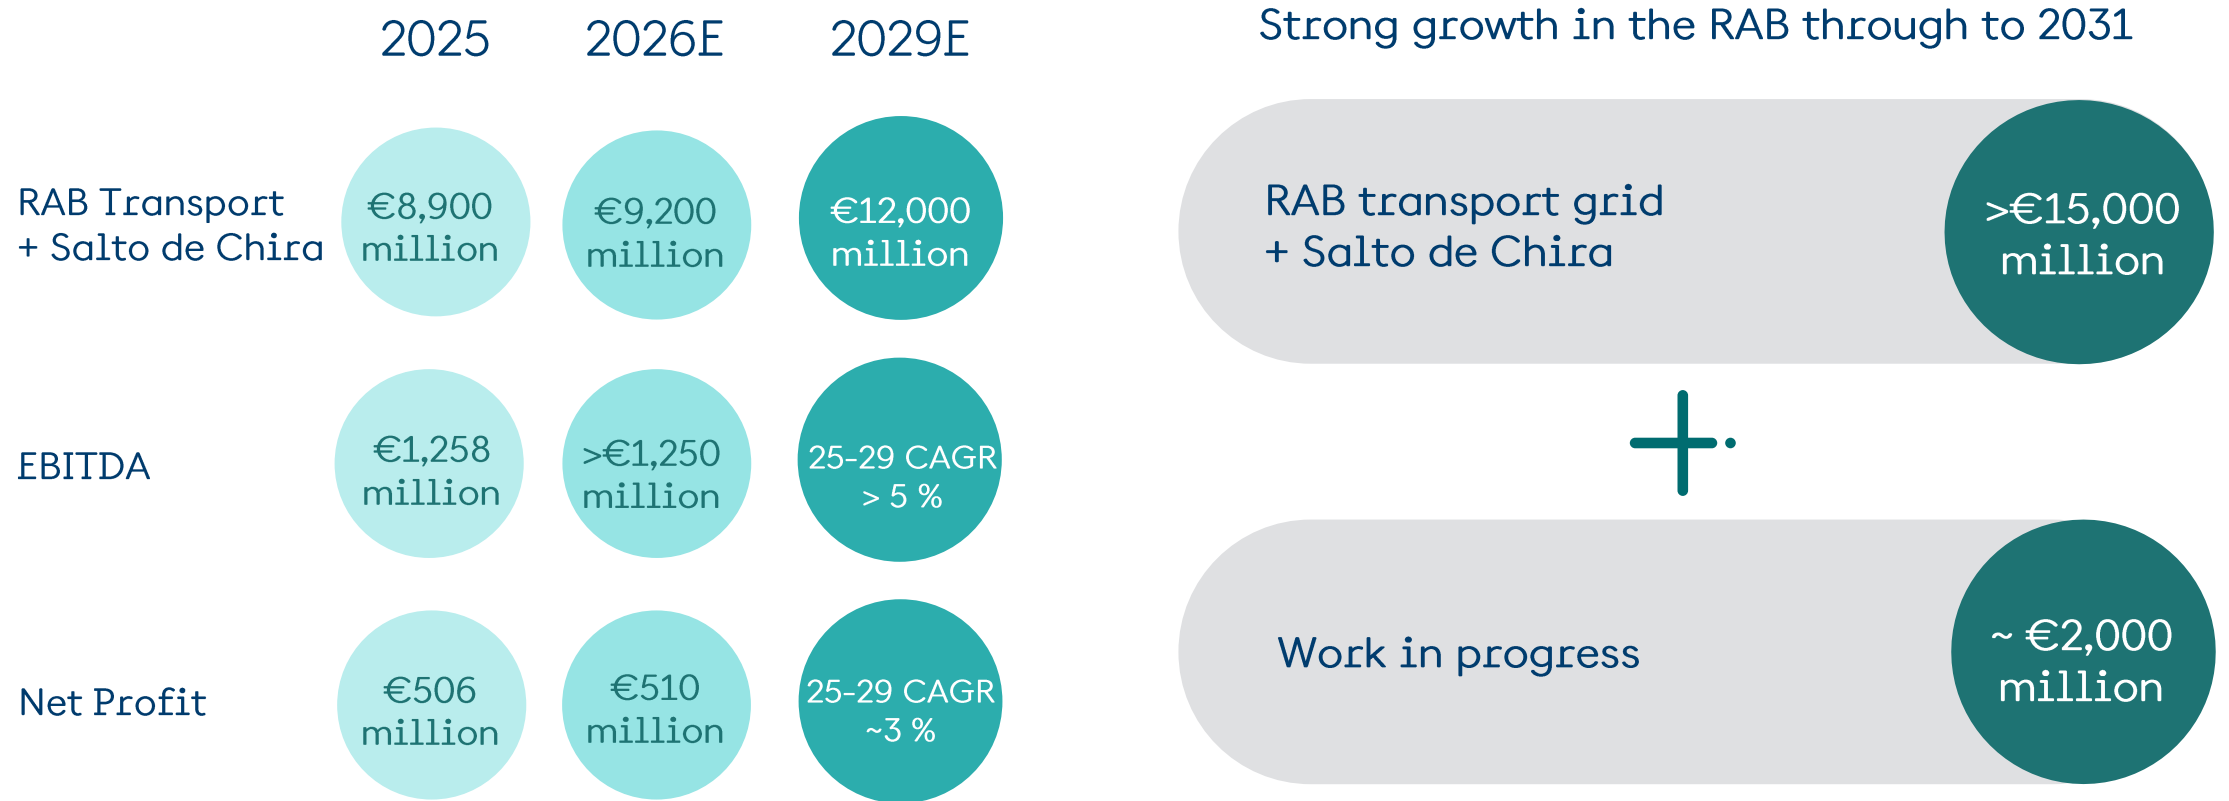 2025
2026E
2029E
RAB Transport
+ Salto de Chira
€8,900
million
€9,200
million
€12,000
million
EBITDA
€1,258
million
>€1,250
million
25-29 CAGR
> 5 %
Net Profit
€506
million
€510
million
25-29 CAGR
~3 %
Strong growth in the RAB through to 2031
RAB transport grid
+ Salto de Chira
>€15,000
million
Work in progress
~ €2,000
million